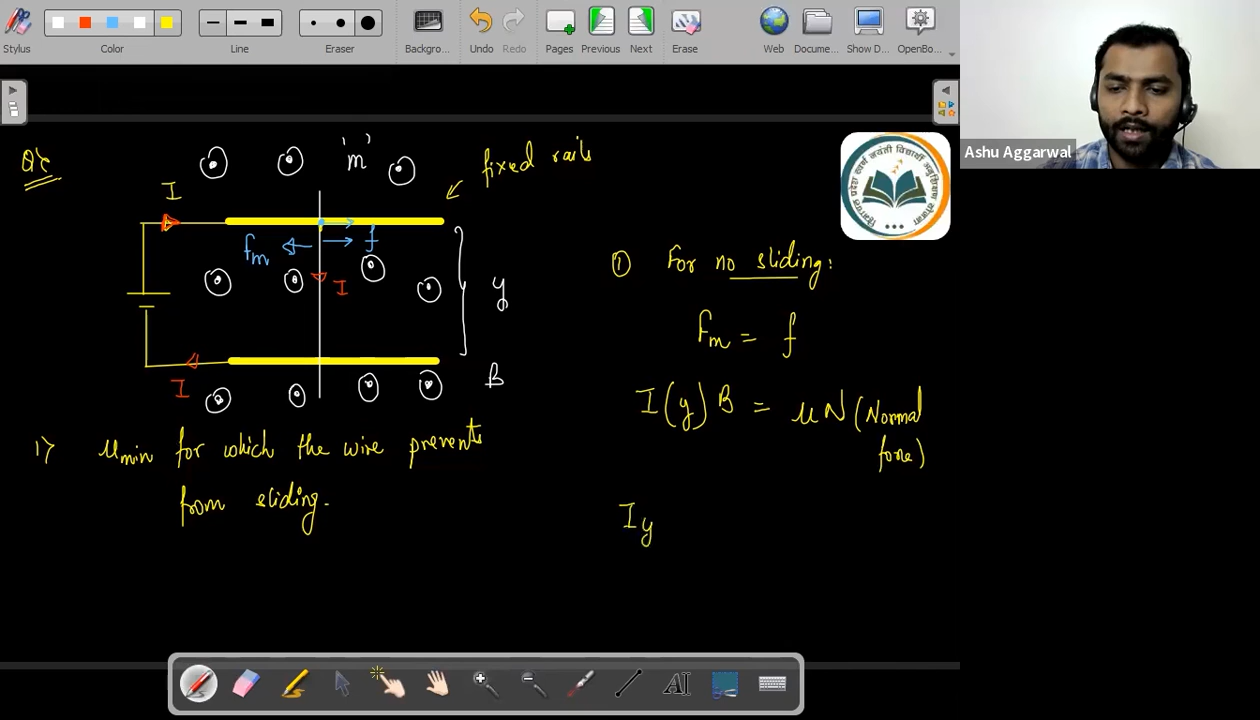 Stylus
Color
Line
Eraser
Backgro...
Undo
Redo
Pages
Previous
Next
Erase
Web
Docume...
Show D...
OpenBo...
Ashu Aggarwal
Q:
'm'
fixed rails
I
Fm
f
I
y
I
B
1) μmin for which the wire prevents
from sliding.
① For no sliding:
Fm = f
I(y)B = μN (Normal
force)
Iy
AI